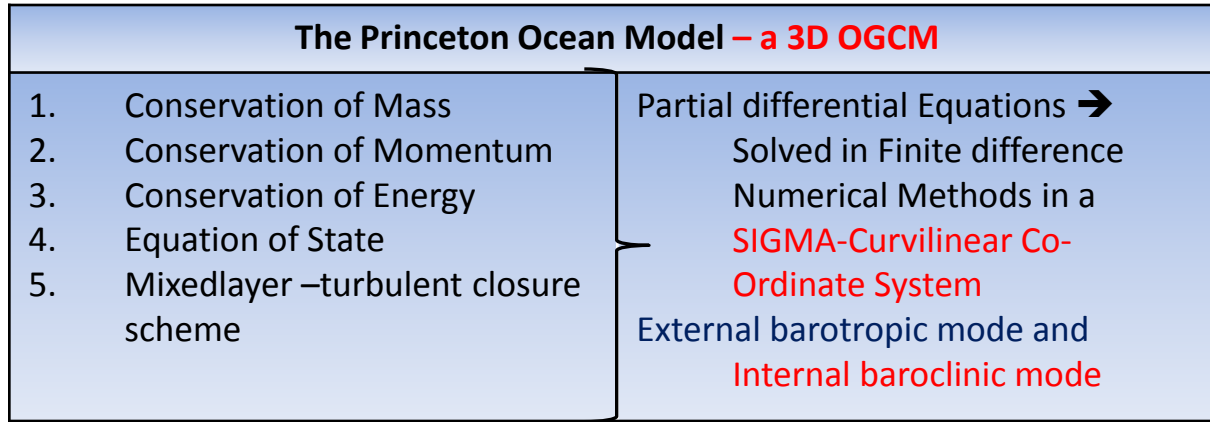 The Princeton Ocean Model – a 3D OGCM
1. Conservation of Mass
2. Conservation of Momentum
3. Conservation of Energy
4. Equation of State
5. Mixedlayer –turbulent closure
scheme
Partial differential Equations ➔
Solved in Finite difference
Numerical Methods in a
SIGMA-Curvilinear Co-
Ordinate System
External barotropic mode and
Internal baroclinic mode